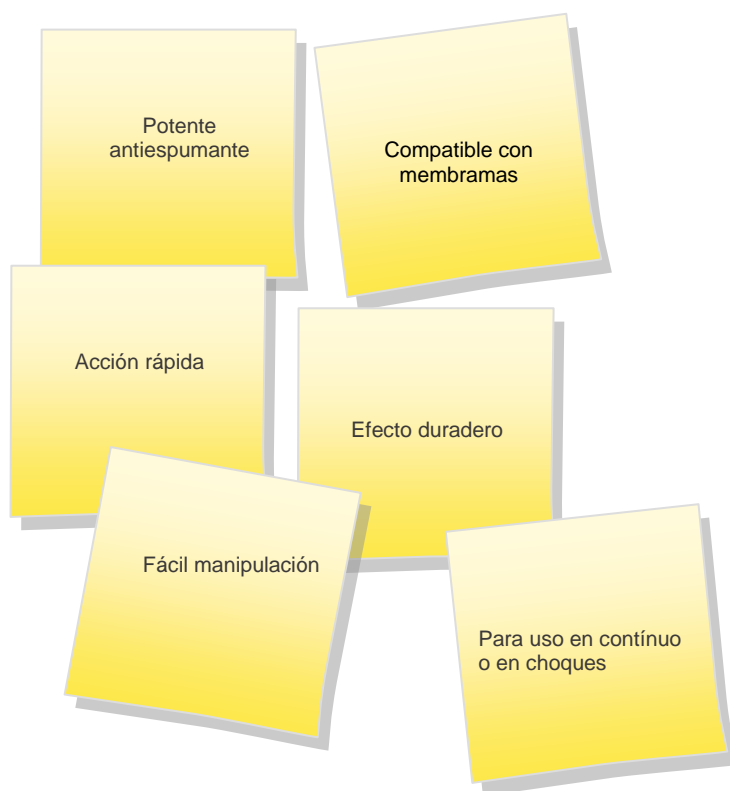 Potente
antiespumante
Compatible con
membramas
Acción rápida
Efecto duradero
Fácil manipulación
Para uso en contínuo
o en choques